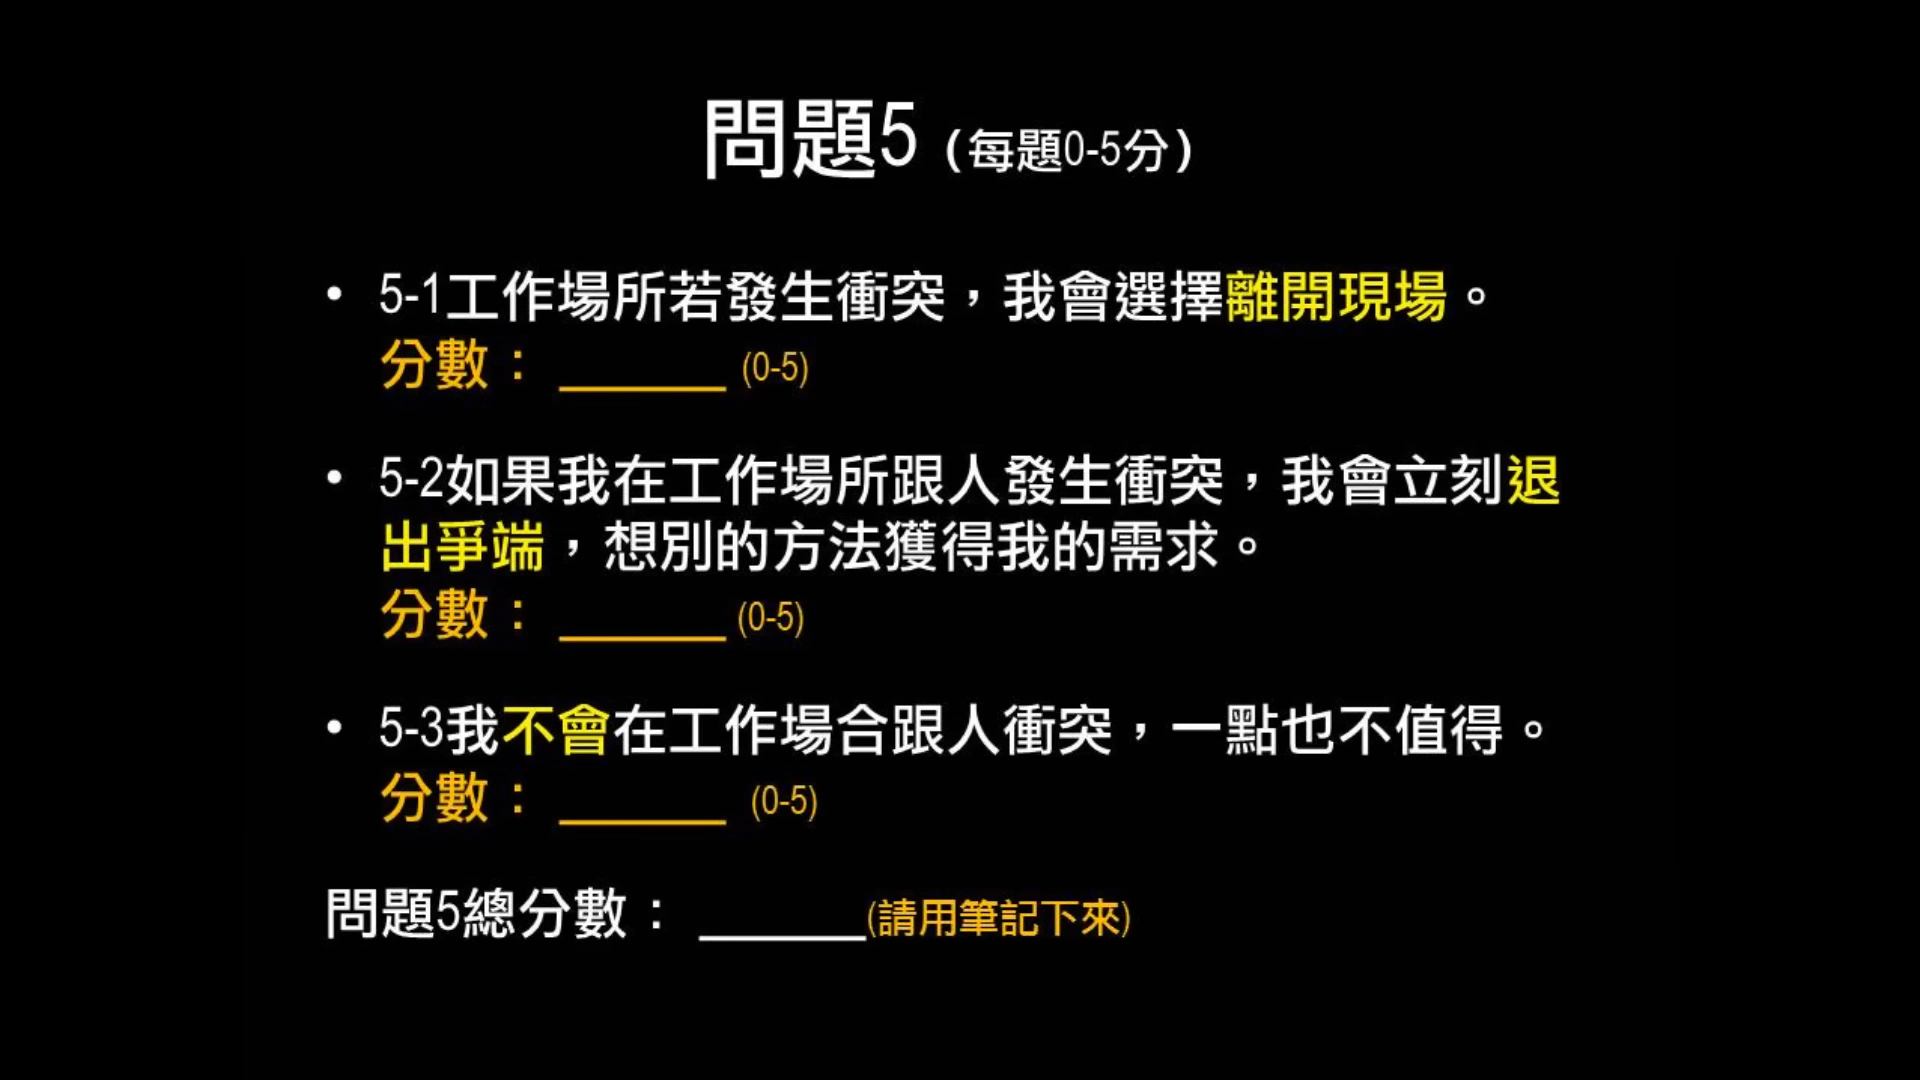 問題5（每題0-5分）
• 5-1工作場所若發生衝突，我會選擇離開現場。
分數： ______ (0-5)
• 5-2如果我在工作場所跟人發生衝突，我會立刻退
出爭端，想別的方法獲得我的需求。
分數： ______ (0-5)
• 5-3我不會在工作場合跟人衝突，一點也不值得。
分數： ______ (0-5)
問題5總分數： ______(請用筆記下來)